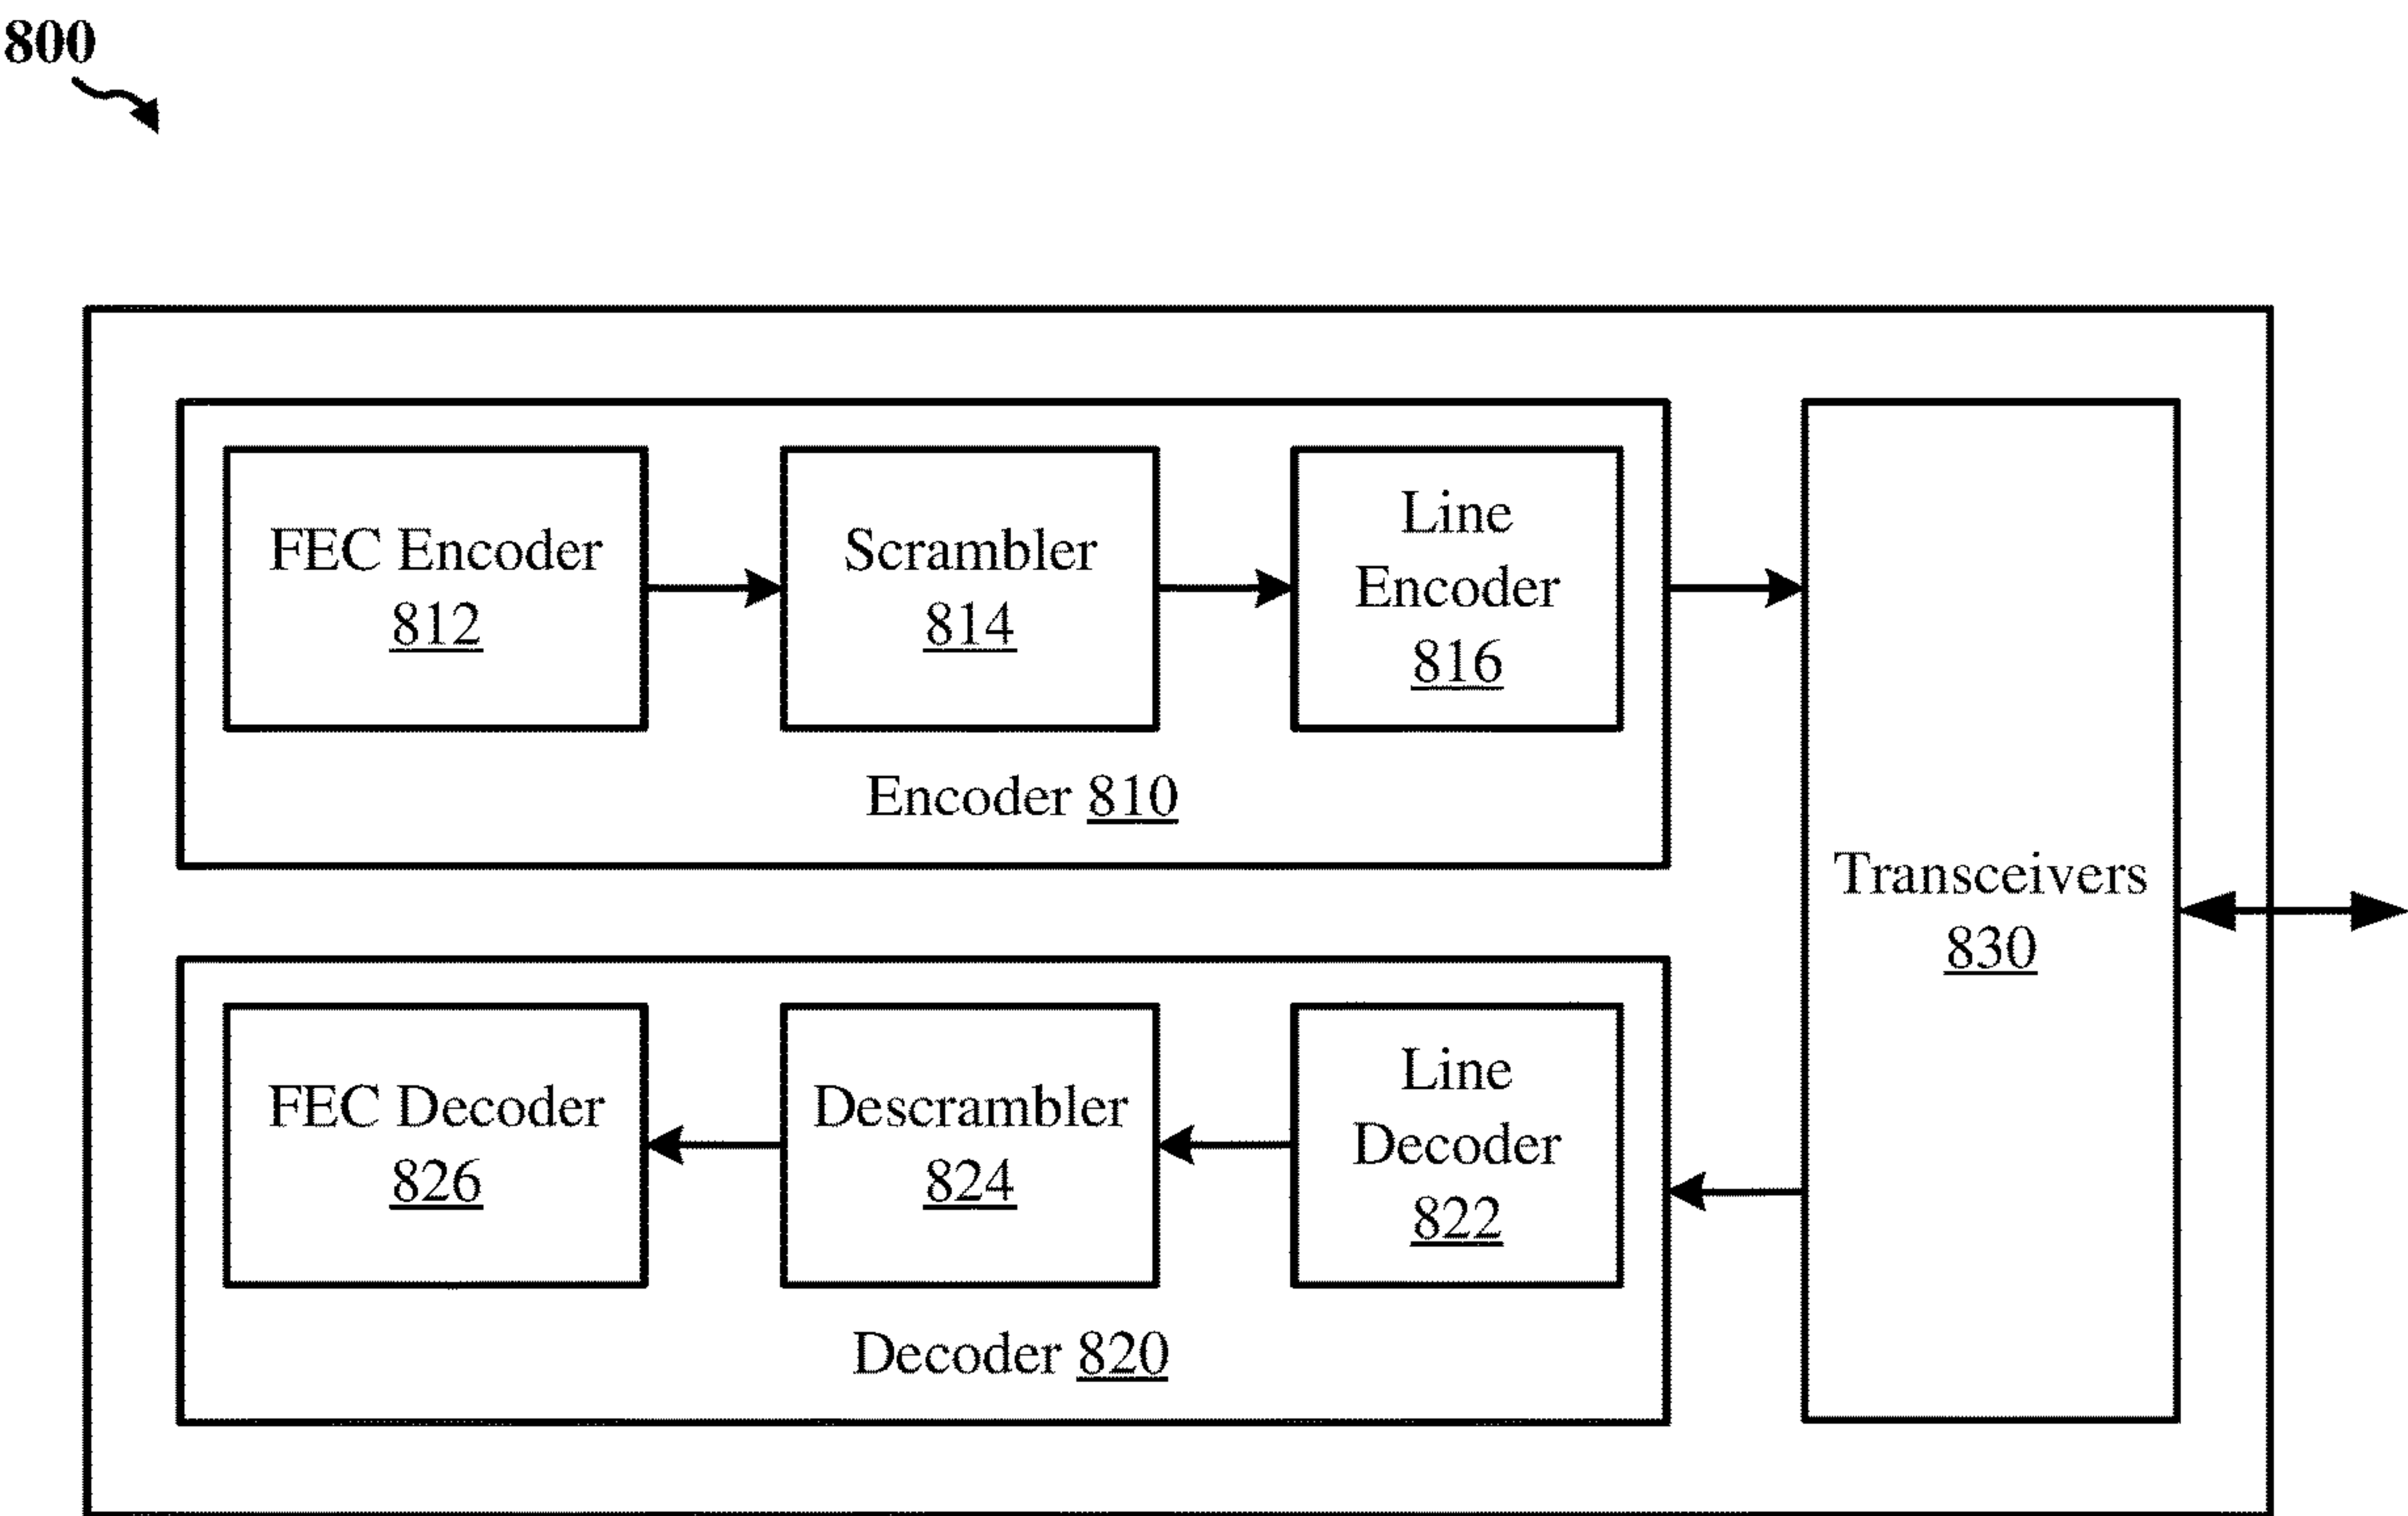 800
FEC Encoder
812
Scrambler
814
Line
Encoder
816
Encoder 810
Transceivers
830
FEC Decoder
826
Descrambler
824
Line
Decoder
822
Decoder 820